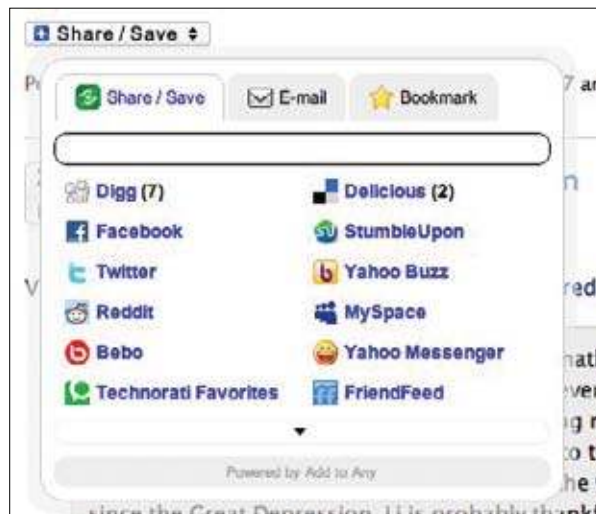 Share / Save
Share / Save E-mail Bookmark
Digg (7) Delicious (2)
Facebook StumbleUpon
Twitter Yahoo Buzz
Reddit MySpace
Bebo Yahoo Messenger
Technorati Favorites FriendFeed
Powered by Add to Any
since the Great Depression. Li is probably